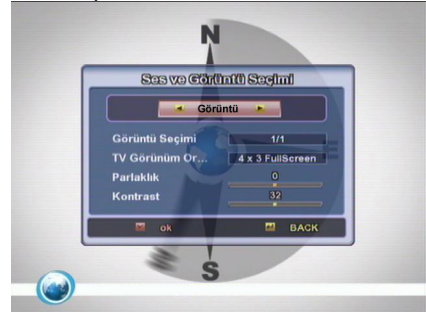 N
Ses ve Görüntü Seçimi
Görüntü
Görüntü Seçimi 1/1
TV Görünüm Or... 4 x 3 FullScreen
Parlaklık 0
Kontrast 32
ok BACK
S